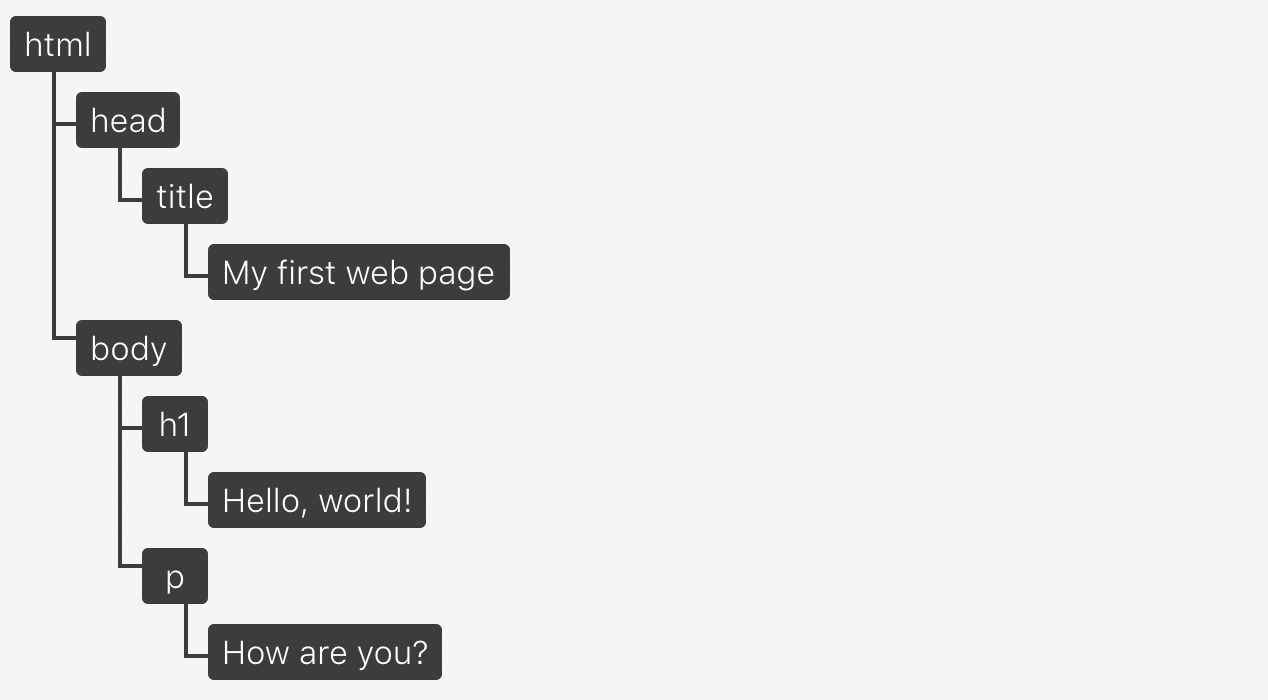 html
head
title
My first web page
body
h1
Hello, world!
p
How are you?